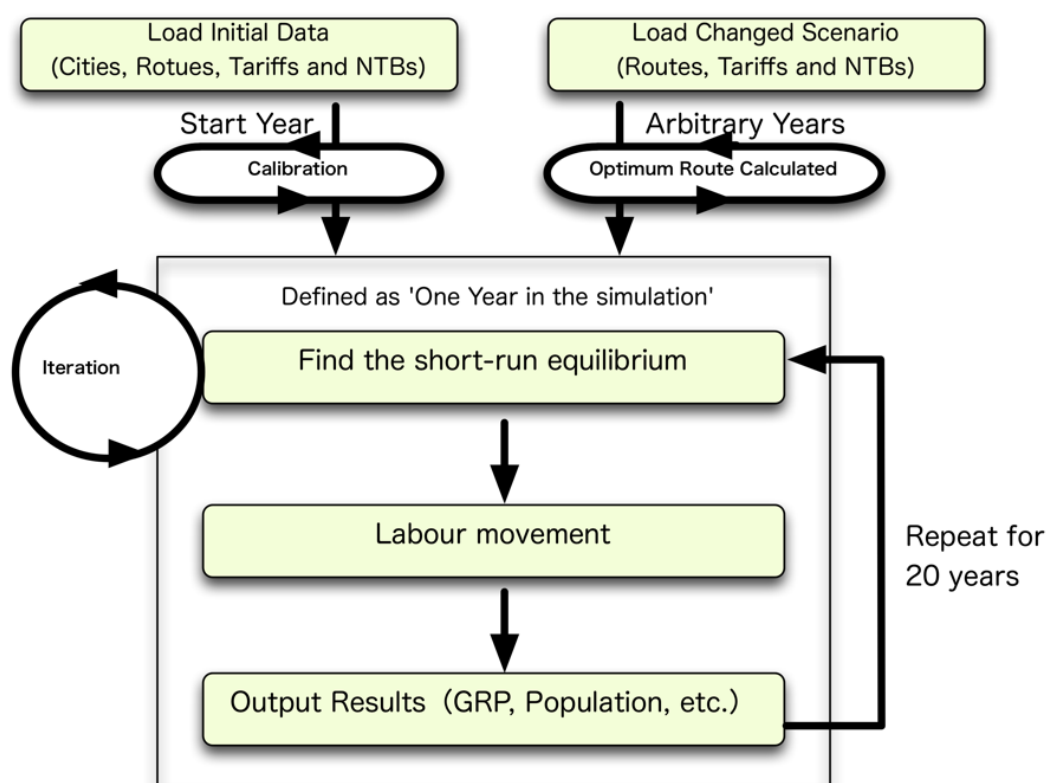 Load Initial Data
(Cities, Rotues, Tariffs and NTBs)
Load Changed Scenario
(Routes, Tariffs and NTBs)
Start Year
Arbitrary Years
Calibration
Optimum Route Calculated
Defined as 'One Year in the simulation'
Iteration
Find the short-run equilibrium
Labour movement
Repeat for
20 years
Output Results（GRP, Population, etc.）